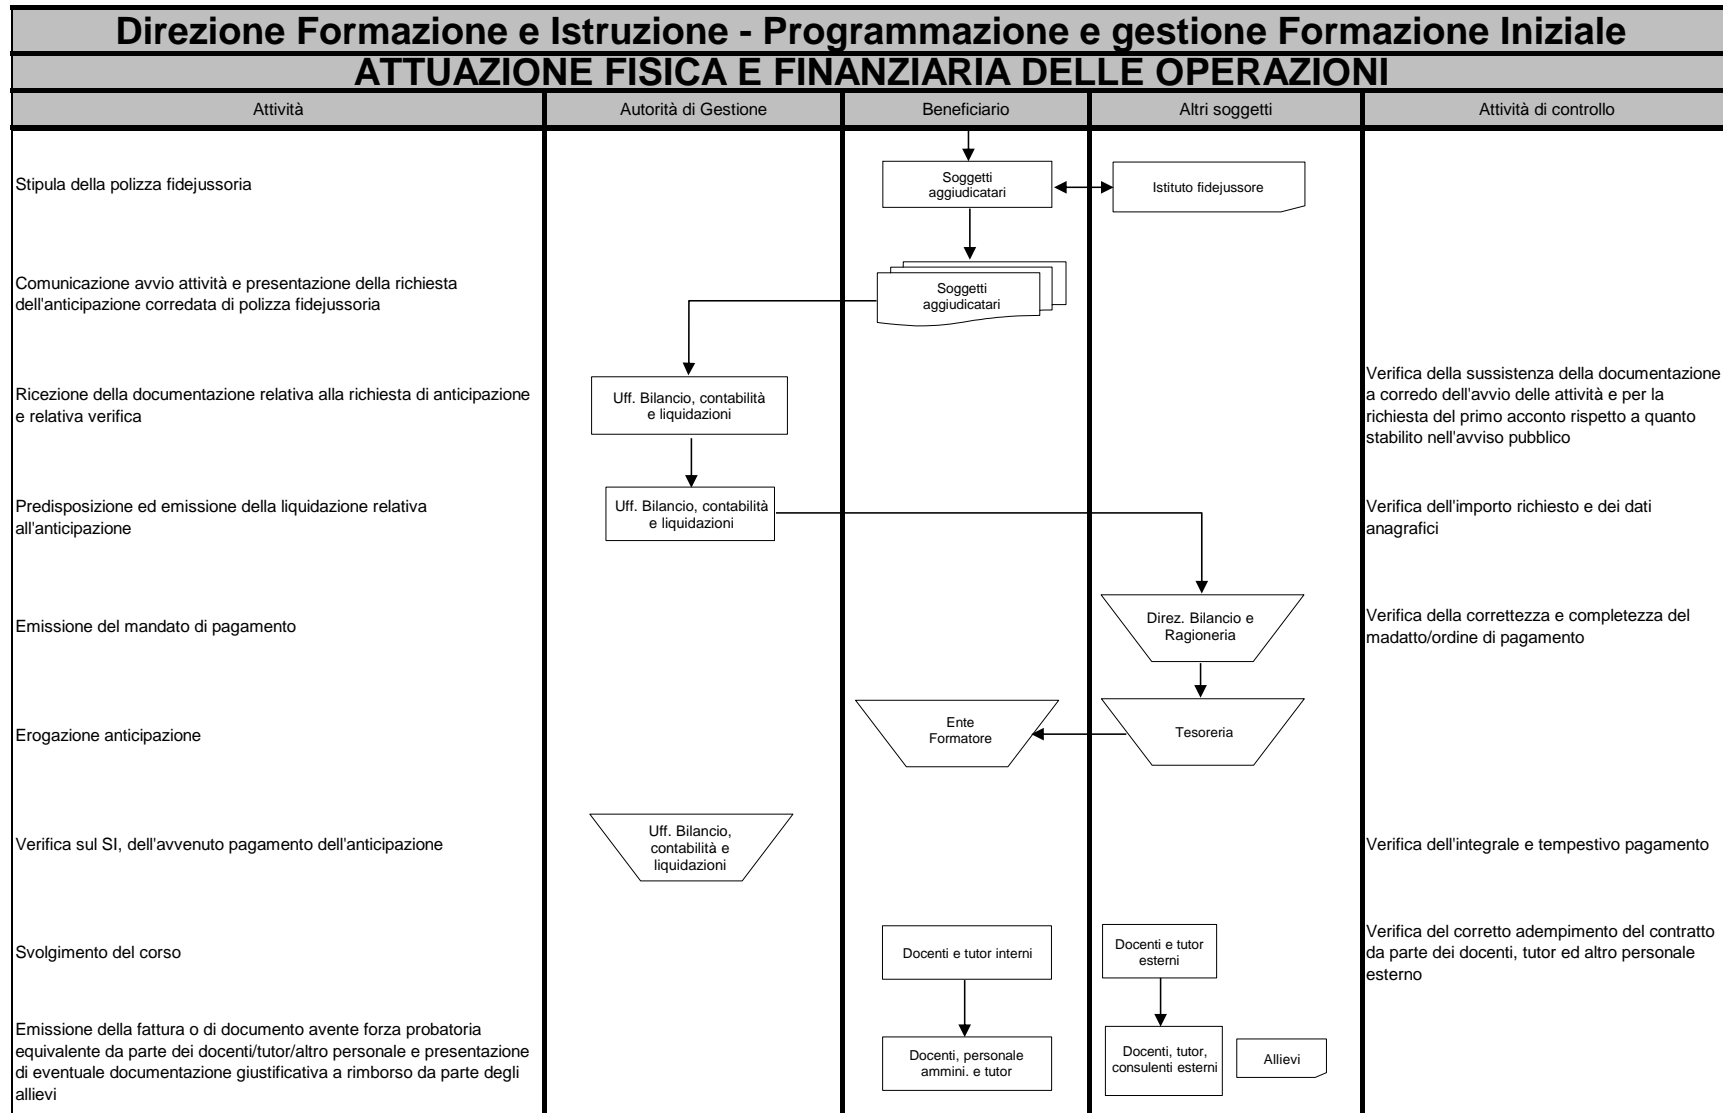 Direzione Formazione e Istruzione - Programmazione e gestione Formazione Iniziale
ATTUAZIONE FISICA E FINANZIARIA DELLE OPERAZIONI
Attività
Autorità di Gestione
Beneficiario
Altri soggetti
Attività di controllo
Stipula della polizza fidejussoria
Soggetti
aggiudicatari
Istituto fidejussore
Comunicazione avvio attività e presentazione della richiesta
dell'anticipazione corredata di polizza fidejussoria
Soggetti
aggiudicatari
Ricezione della documentazione relativa alla richiesta di anticipazione
e relativa verifica
Uff. Bilancio, contabilità
e liquidazioni
Verifica della sussistenza della documentazione
a corredo dell'avvio delle attività e per la
richiesta del primo acconto rispetto a quanto
stabilito nell'avviso pubblico
Predisposizione ed emissione della liquidazione relativa
all'anticipazione
Uff. Bilancio, contabilità
e liquidazioni
Verifica dell'importo richiesto e dei dati
anagrafici
Emissione del mandato di pagamento
Direz. Bilancio e
Ragioneria
Verifica della correttezza e completezza del
madatto/ordine di pagamento
Erogazione anticipazione
Ente
Formatore
Tesoreria
Verifica sul SI, dell'avvenuto pagamento dell'anticipazione
Uff. Bilancio,
contabilità e
liquidazioni
Verifica dell'integrale e tempestivo pagamento
Svolgimento del corso
Docenti e tutor interni
Docenti e tutor
esterni
Verifica del corretto adempimento del contratto
da parte dei docenti, tutor ed altro personale
esterno
Emissione della fattura o di documento avente forza probatoria
equivalente da parte dei docenti/tutor/altro personale e presentazione
di eventuale documentazione giustificativa a rimborso da parte degli
allievi
Docenti, personale
ammini. e tutor
Docenti, tutor,
consulenti esterni
Allievi